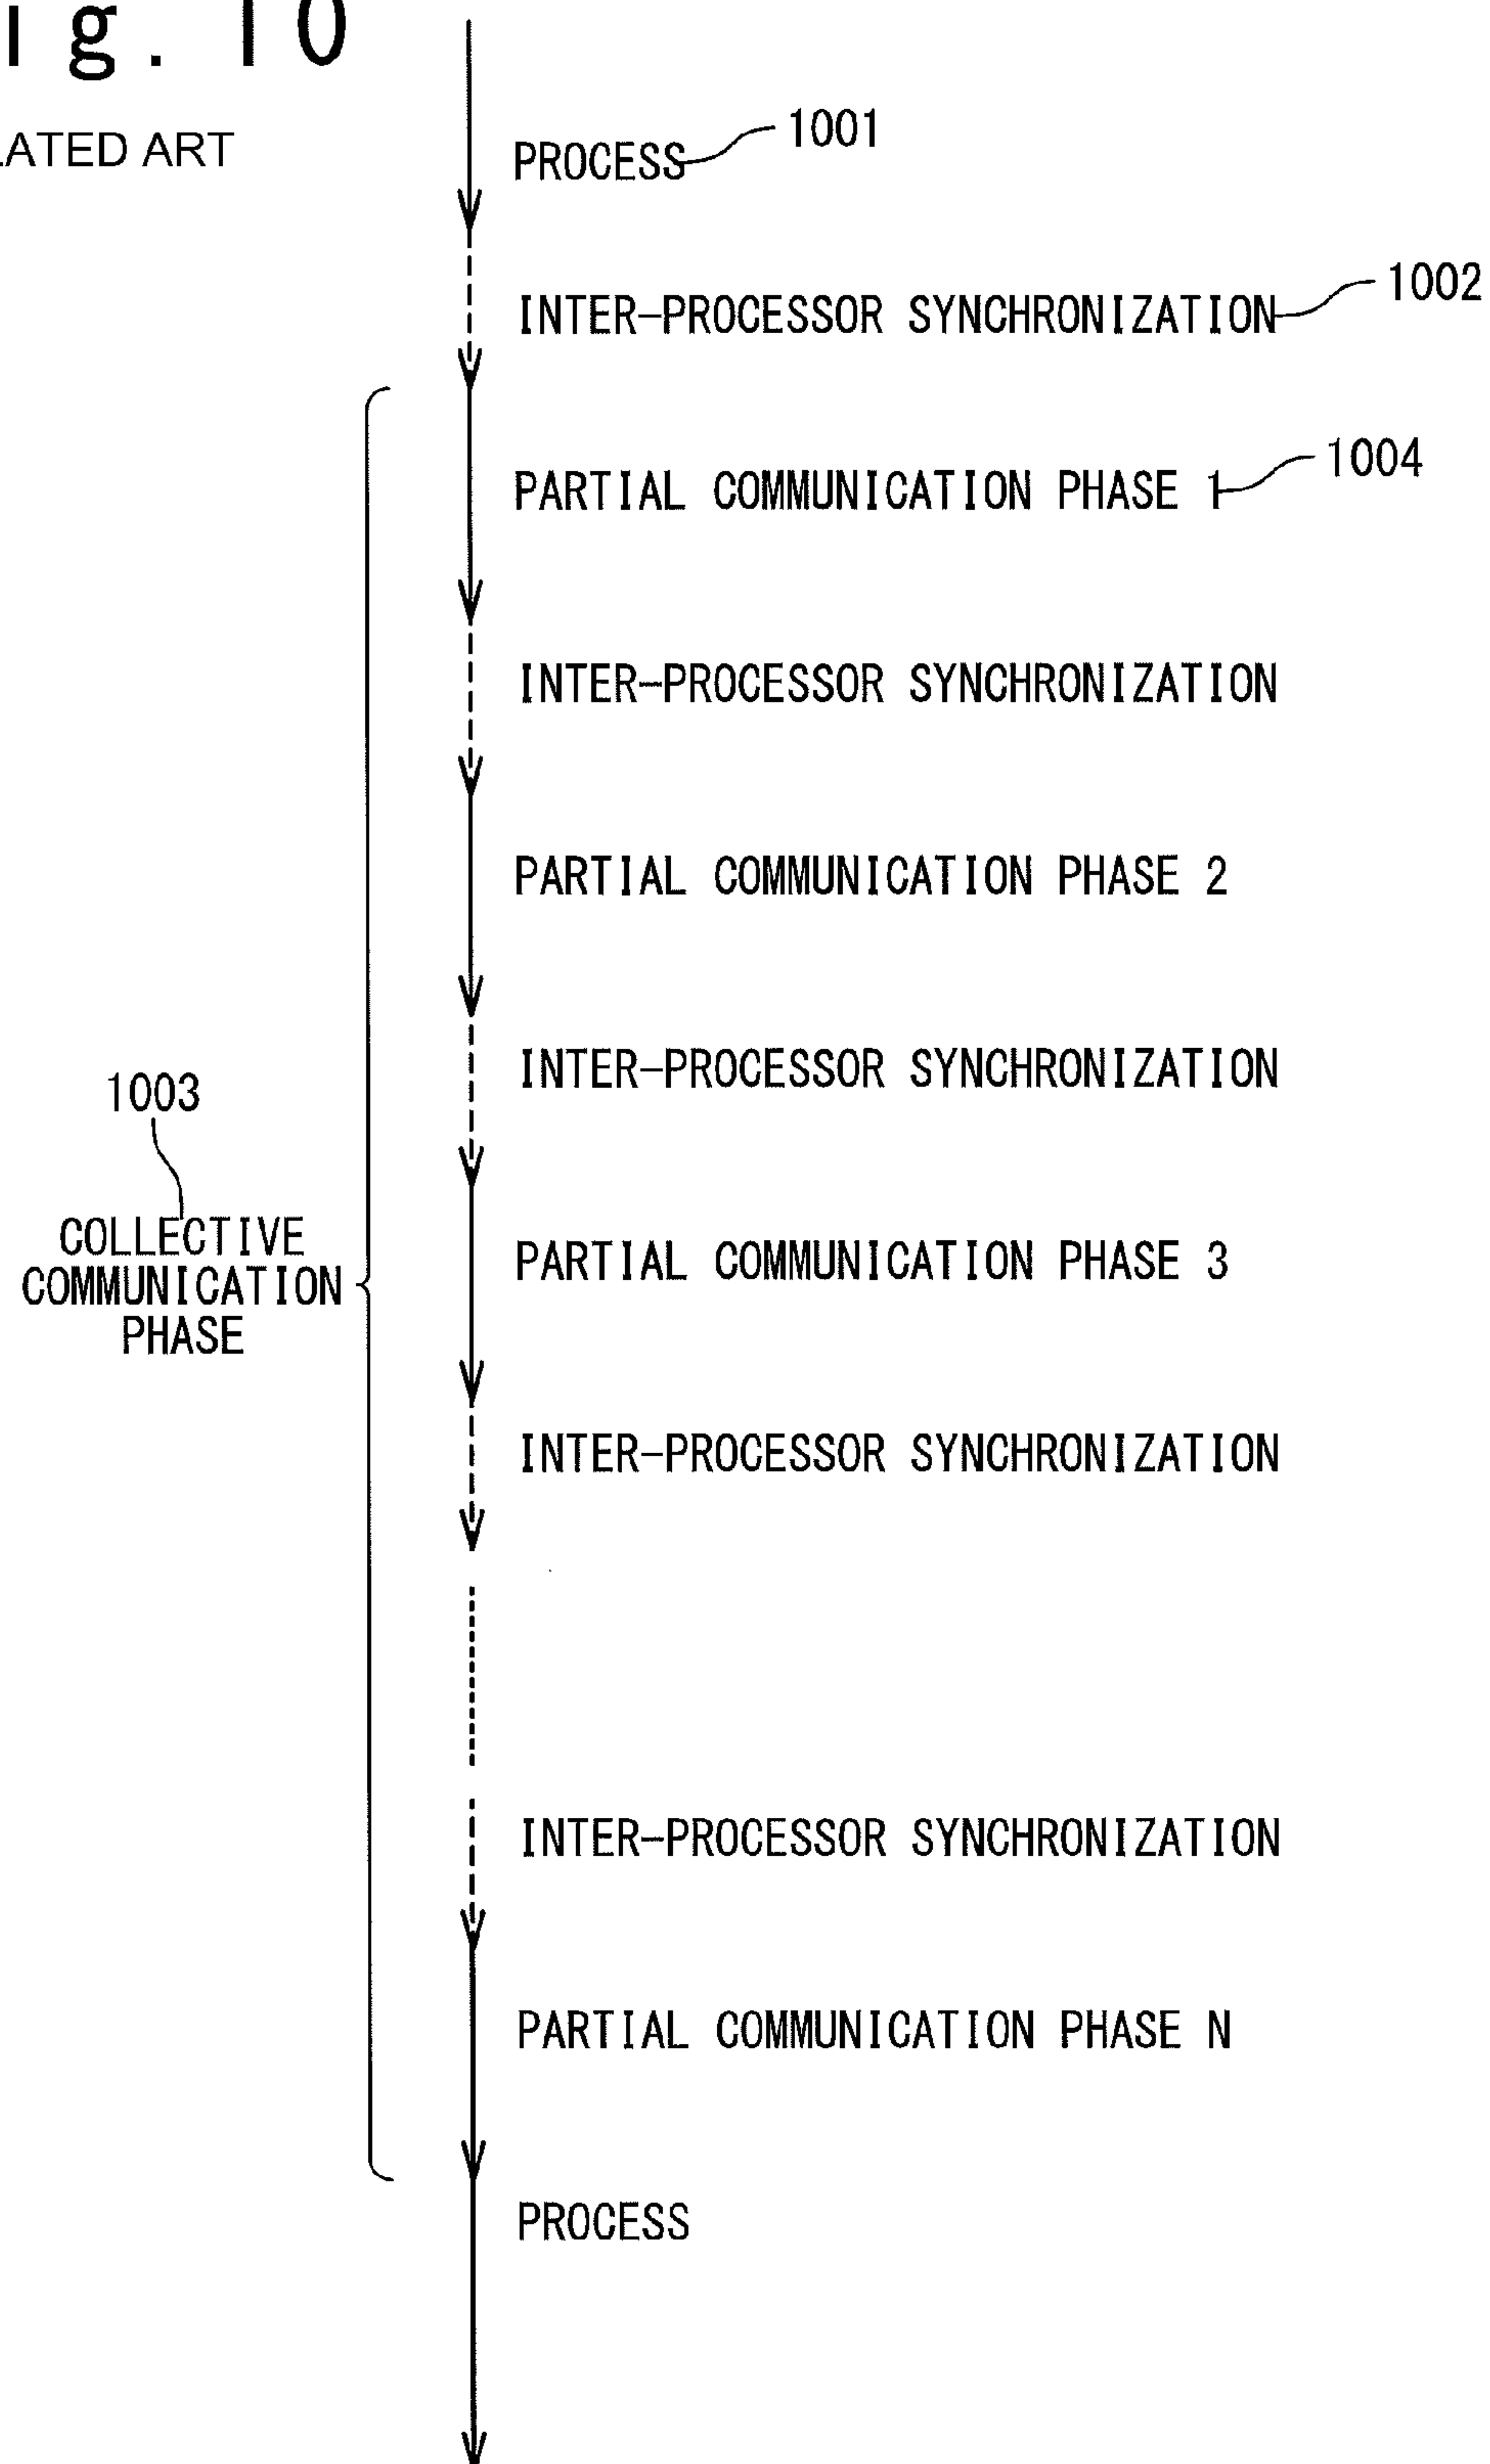 ig. 10
LATED ART
PROCESS
1001
INTER-PROCESSOR SYNCHRONIZATION
1002
PARTIAL COMMUNICATION PHASE 1
1004
INTER-PROCESSOR SYNCHRONIZATION
PARTIAL COMMUNICATION PHASE 2
INTER-PROCESSOR SYNCHRONIZATION
1003
COLLECTIVE
COMMUNICATION
PHASE
PARTIAL COMMUNICATION PHASE 3
INTER-PROCESSOR SYNCHRONIZATION
INTER-PROCESSOR SYNCHRONIZATION
PARTIAL COMMUNICATION PHASE N
PROCESS